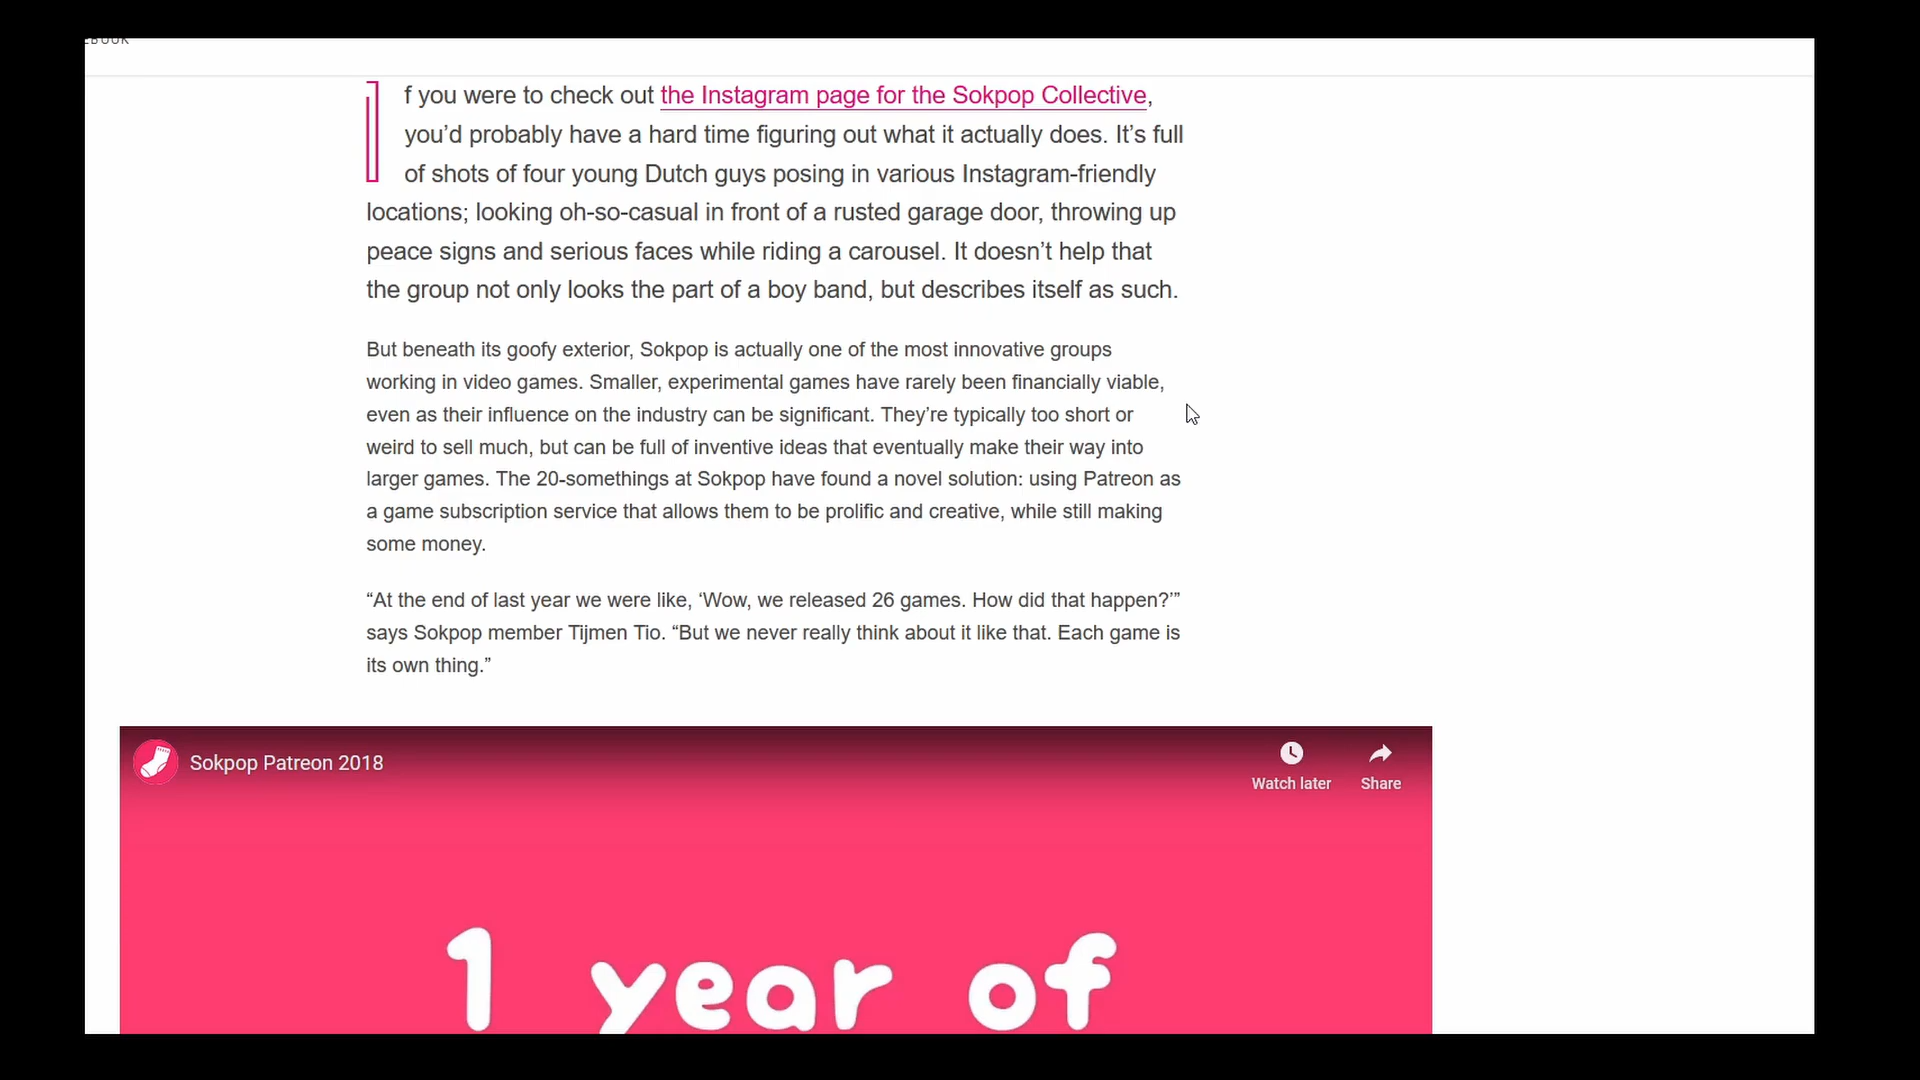 EBOOK
If you were to check out the Instagram page for the Sokpop Collective,
you’d probably have a hard time figuring out what it actually does. It’s full
of shots of four young Dutch guys posing in various Instagram-friendly
locations; looking oh-so-casual in front of a rusted garage door, throwing up
peace signs and serious faces while riding a carousel. It doesn’t help that
the group not only looks the part of a boy band, but describes itself as such.
But beneath its goofy exterior, Sokpop is actually one of the most innovative groups
working in video games. Smaller, experimental games have rarely been financially viable,
even as their influence on the industry can be significant. They’re typically too short or
weird to sell much, but can be full of inventive ideas that eventually make their way into
larger games. The 20-somethings at Sokpop have found a novel solution: using Patreon as
a game subscription service that allows them to be prolific and creative, while still making
some money.
“At the end of last year we were like, ‘Wow, we released 26 games. How did that happen?’”
says Sokpop member Tijmen Tio. “But we never really think about it like that. Each game is
its own thing.”
Sokpop Patreon 2018
Watch later
Share
1 year of